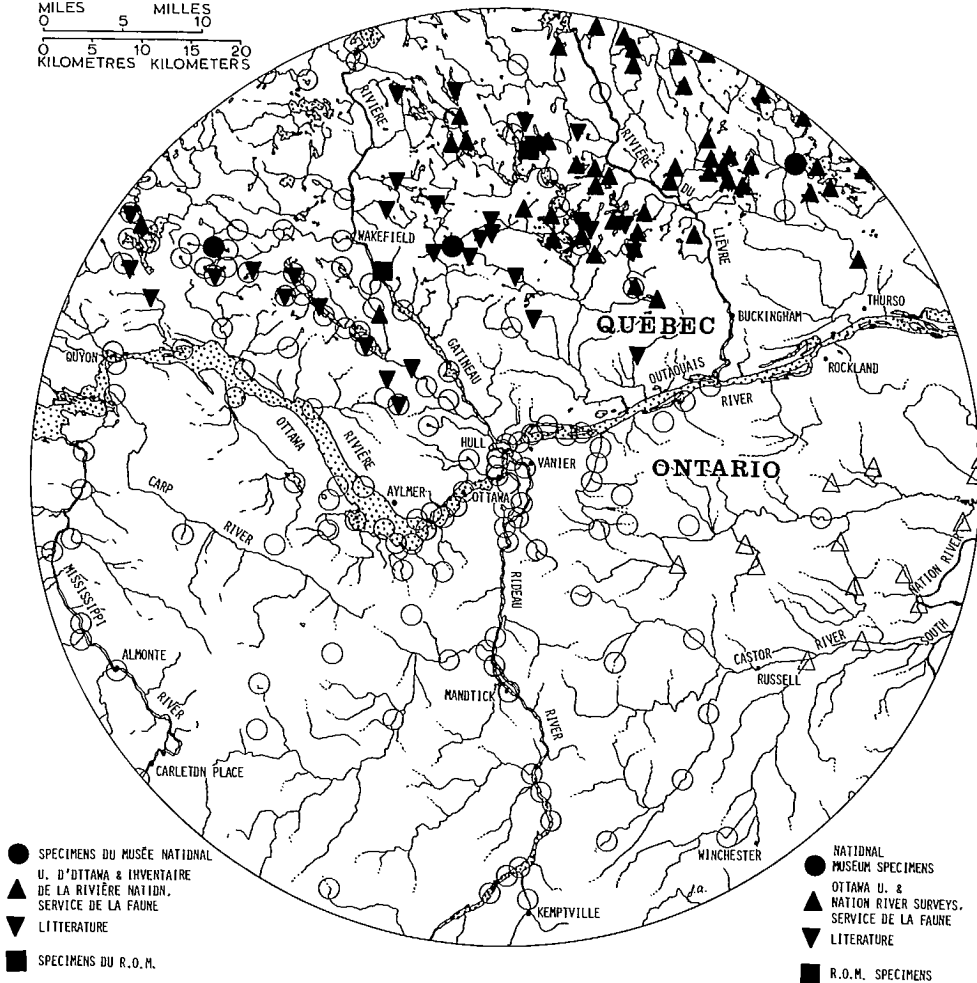 MILES MILLES
0 5 10
0 5 10 15 20
KILOMETRES KILOMETERS
RIVIÈRE
RIVIÈRE
DU
LIÈVRE
WAKEFIELD
GATINEAU
QUÉBEC
BUCKINGHAM
THURSO
QUYON
OUTAOUAIS
RIVER
ROCKLAND
OTTAWA
RIVIÈRE
HULL
VANIER
ONTARIO
CARP
RIVER
AYLMER
OTTAWA
MISSISSIPPI
RIVER
RIDEAU
RIVER
NATION RIVER
SOUTH
CASTOR
RIVER
RUSSELL
ALMONTE
MANOTICK
CARLETON PLACE
WINCHESTER
KEMPTVILLE
j.a.
SPECIMENS DU MUSÉE NATIONAL
U. D'OTTAWA & INVENTAIRE
DE LA RIVIÈRE NATION,
SERVICE DE LA FAUNE
LITTERATURE
SPECIMENS DU R.O.M.
NATIONAL
MUSEUM SPECIMENS
OTTAWA U. &
NATION RIVER SURVEYS,
SERVICE DE LA FAUNE
LITERATURE
R.O.M. SPECIMENS